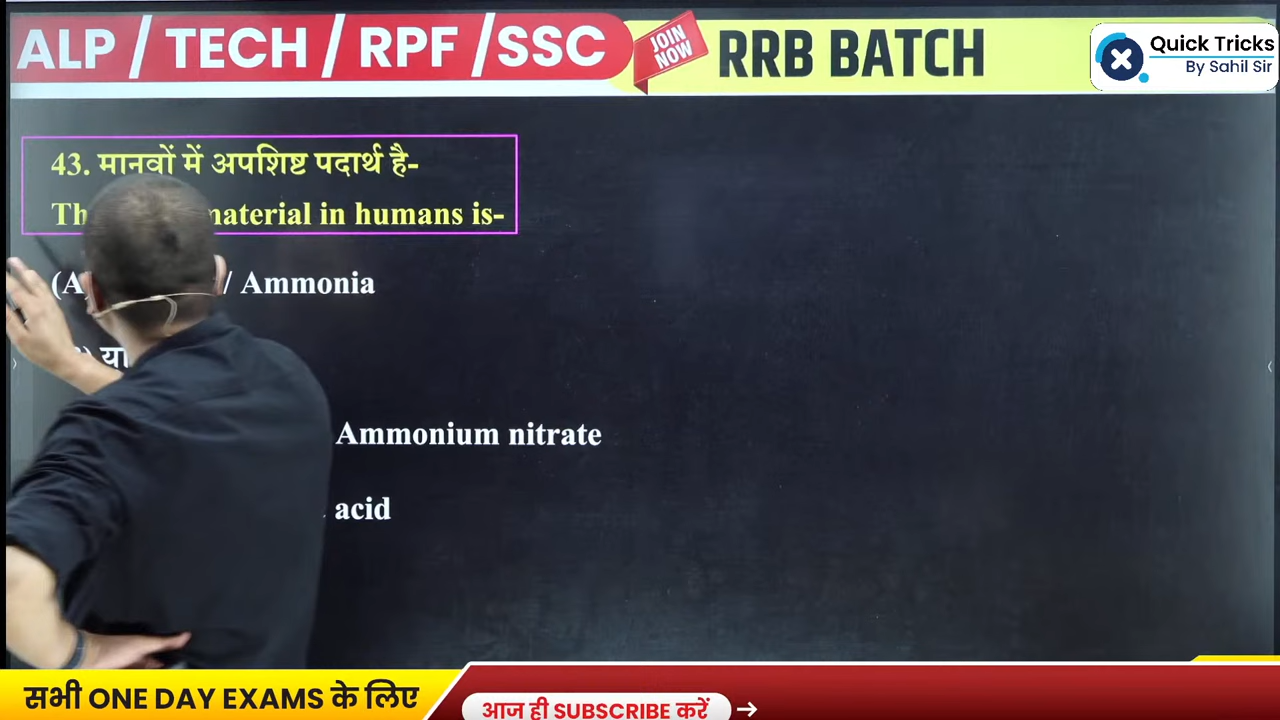 ALP / TECH / RPF / SSC
JOIN NOW
RRB BATCH
Quick Tricks
By Sahil Sir
43. मानवों में अपशिष्ट पदार्थ है-
in humans is-
/ Ammonia
Ammonium nitrate
acid
सभी ONE DAY EXAMS के लिए
आज ही SUBSCRIBE करें →